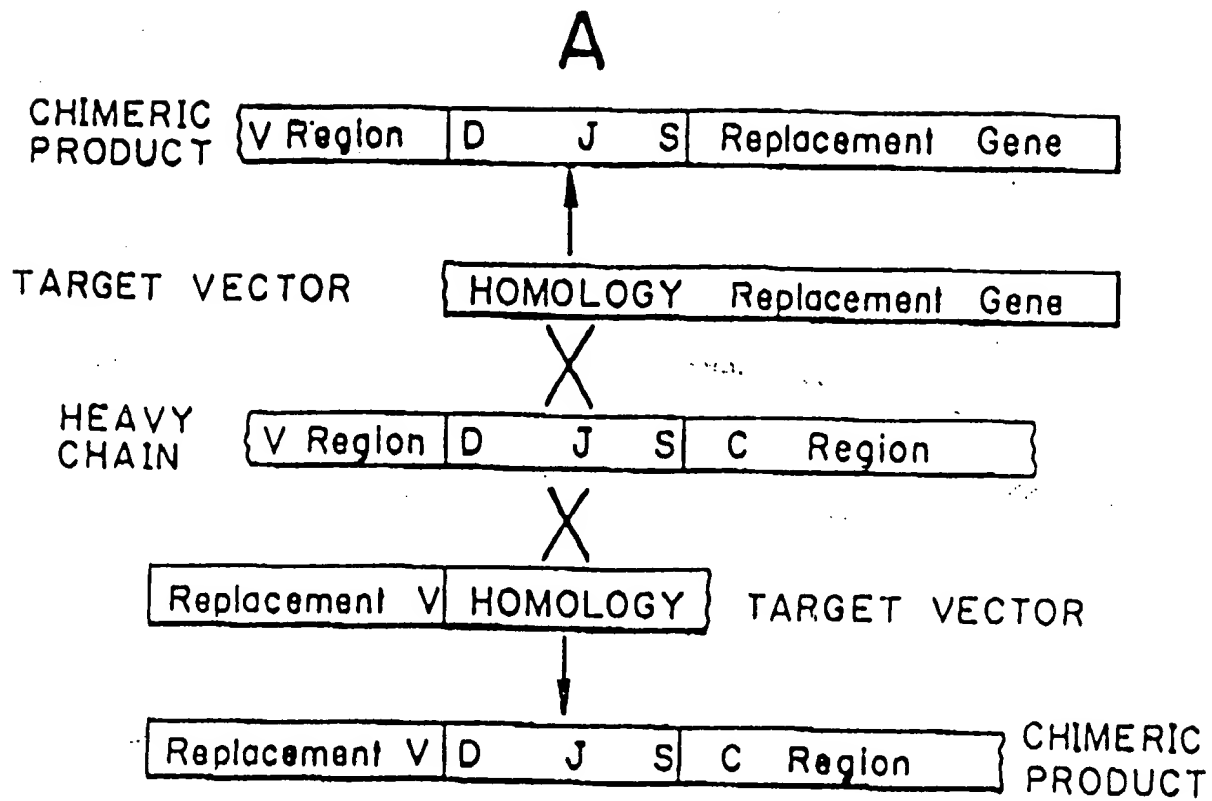 A
CHIMERIC
PRODUCT
V Region D J S Replacement Gene
TARGET VECTOR
HOMOLOGY Replacement Gene
HEAVY
CHAIN
V Region D J S C Region
Replacement V HOMOLOGY
TARGET VECTOR
Replacement V D J S C Region
CHIMERIC
PRODUCT